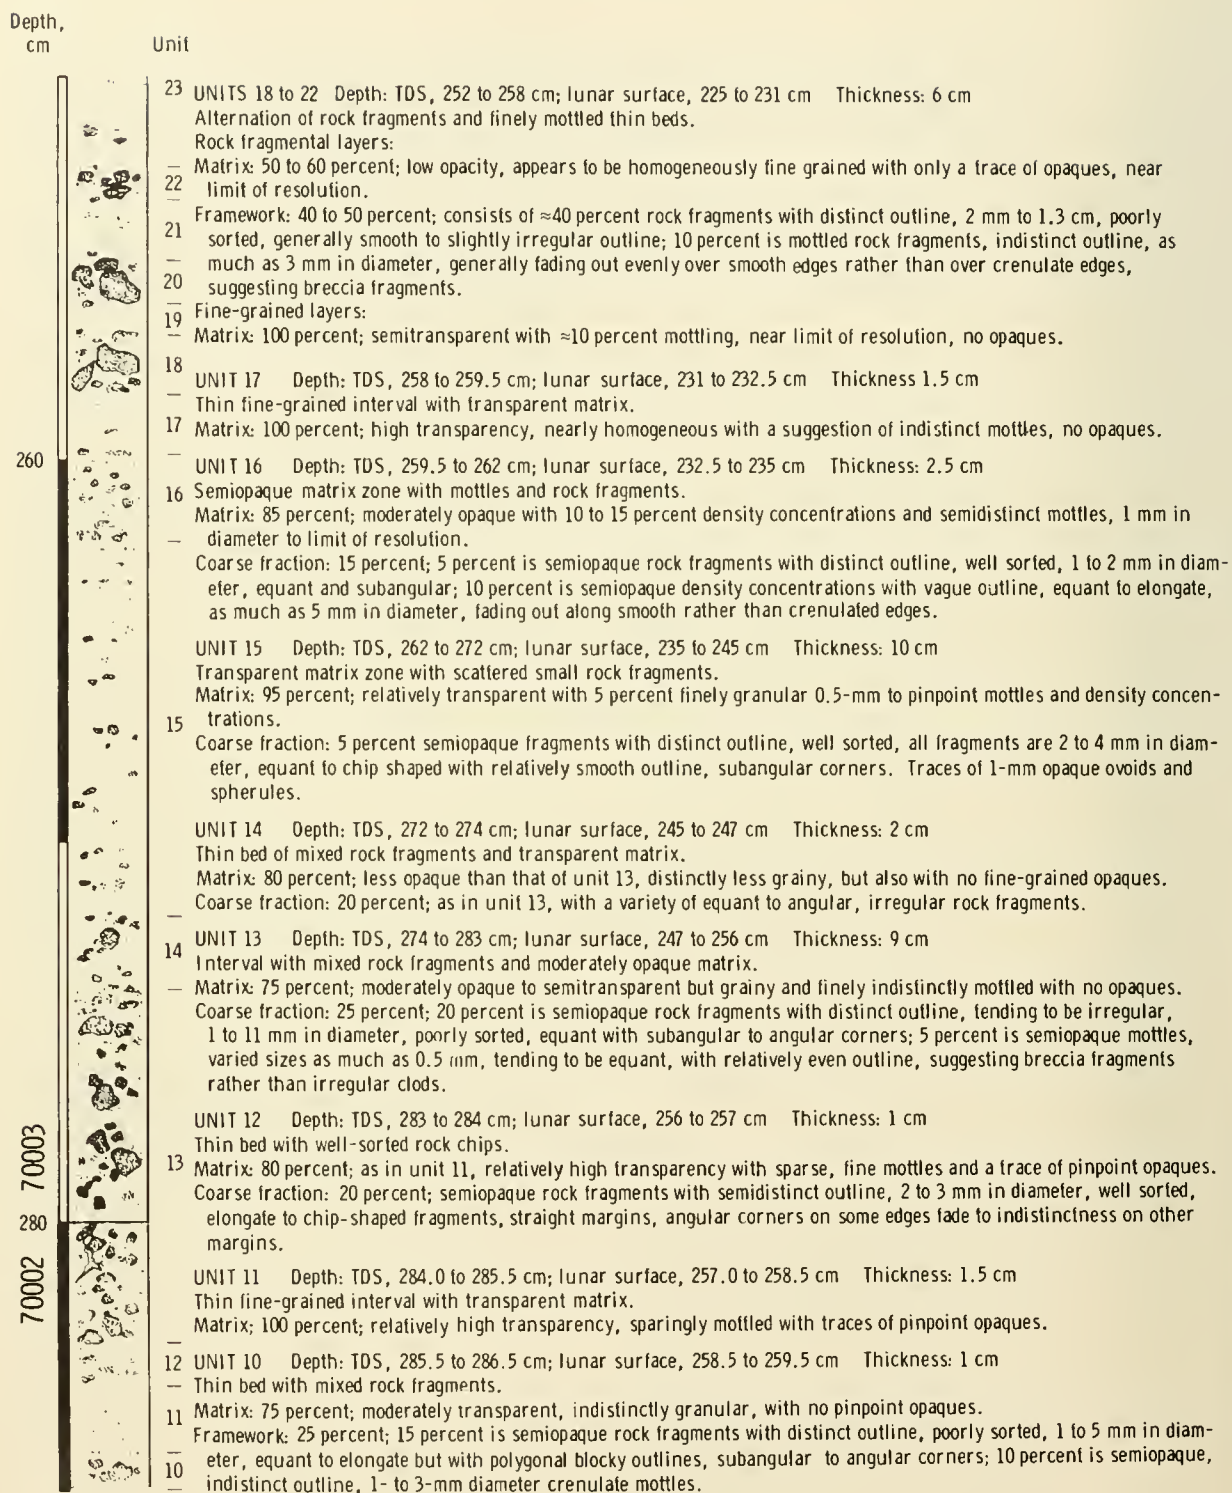 Depth,
cm
Unit
23 UNITS 18 to 22 Depth: TDS, 252 to 258 cm; lunar surface, 225 to 231 cm Thickness: 6 cm
Alternation of rock fragments and finely mottled thin beds.
Rock fragmental layers:
Matrix: 50 to 60 percent; low opacity, appears to be homogeneously fine grained with only a trace of opaques, near
22 limit of resolution.
Framework: 40 to 50 percent; consists of ≈40 percent rock fragments with distinct outline, 2 mm to 1.3 cm, poorly
21 sorted, generally smooth to slightly irregular outline; 10 percent is mottled rock fragments, indistinct outline, as
much as 3 mm in diameter, generally fading out evenly over smooth edges rather than over crenulate edges,
20 suggesting breccia fragments.
19 Fine-grained layers:
Matrix: 100 percent; semitransparent with ≈10 percent mottling, near limit of resolution, no opaques.
18
UNIT 17 Depth: TDS, 258 to 259.5 cm; lunar surface, 231 to 232.5 cm Thickness 1.5 cm
Thin fine-grained interval with transparent matrix.
17 Matrix: 100 percent; high transparency, nearly homogeneous with a suggestion of indistinct mottles, no opaques.
260
UNIT 16 Depth: TDS, 259.5 to 262 cm; lunar surface, 232.5 to 235 cm Thickness: 2.5 cm
16 Semiopaque matrix zone with mottles and rock fragments.
Matrix: 85 percent; moderately opaque with 10 to 15 percent density concentrations and semidistinct mottles, 1 mm in
diameter to limit of resolution.
Coarse fraction: 15 percent; 5 percent is semiopaque rock fragments with distinct outline, well sorted, 1 to 2 mm in diam-
eter, equant and subangular; 10 percent is semiopaque density concentrations with vague outline, equant to elongate,
as much as 5 mm in diameter, fading out along smooth rather than crenulated edges.
UNIT 15 Depth: TDS, 262 to 272 cm; lunar surface, 235 to 245 cm Thickness: 10 cm
Transparent matrix zone with scattered small rock fragments.
Matrix: 95 percent; relatively transparent with 5 percent finely granular 0.5-mm to pinpoint mottles and density concen-
15 trations.
Coarse fraction: 5 percent semiopaque fragments with distinct outline, well sorted, all fragments are 2 to 4 mm in diam-
eter, equant to chip shaped with relatively smooth outline, subangular corners. Traces of 1-mm opaque ovoids and
spherules.
UNIT 14 Depth: TDS, 272 to 274 cm; lunar surface, 245 to 247 cm Thickness: 2 cm
Thin bed of mixed rock fragments and transparent matrix.
Matrix: 80 percent; less opaque than that of unit 13, distinctly less grainy, but also with no fine-grained opaques.
Coarse fraction: 20 percent; as in unit 13, with a variety of equant to angular, irregular rock fragments.
UNIT 13 Depth: TDS, 274 to 283 cm; lunar surface, 247 to 256 cm Thickness: 9 cm
14 Interval with mixed rock fragments and moderately opaque matrix.
Matrix: 75 percent; moderately opaque to semitransparent but grainy and finely indistinctly mottled with no opaques.
Coarse fraction: 25 percent; 20 percent is semiopaque rock fragments with distinct outline, tending to be irregular,
1 to 11 mm in diameter, poorly sorted, equant with subangular to angular corners; 5 percent is semiopaque mottles,
varied sizes as much as 0.5 mm, tending to be equant, with relatively even outline, suggesting breccia fragments
rather than irregular clods.
UNIT 12 Depth: TDS, 283 to 284 cm; lunar surface, 256 to 257 cm Thickness: 1 cm
Thin bed with well-sorted rock chips.
70003
13 Matrix: 80 percent; as in unit 11, relatively high transparency with sparse, fine mottles and a trace of pinpoint opaques.
Coarse fraction: 20 percent; semiopaque rock fragments with semidistinct outline, 2 to 3 mm in diameter, well sorted,
280 elongate to chip-shaped fragments, straight margins, angular corners on some edges fade to indistinctness on other
margins.
70002
UNIT 11 Depth: TDS, 284.0 to 285.5 cm; lunar surface, 257.0 to 258.5 cm Thickness: 1.5 cm
Thin fine-grained interval with transparent matrix.
Matrix; 100 percent; relatively high transparency, sparingly mottled with traces of pinpoint opaques.
12 UNIT 10 Depth: TDS, 285.5 to 286.5 cm; lunar surface, 258.5 to 259.5 cm Thickness: 1 cm
Thin bed with mixed rock fragments.
11 Matrix: 75 percent; moderately transparent, indistinctly granular, with no pinpoint opaques.
Framework: 25 percent; 15 percent is semiopaque rock fragments with distinct outline, poorly sorted, 1 to 5 mm in diam-
10 eter, equant to elongate but with polygonal blocky outlines, subangular to angular corners; 10 percent is semiopaque,
indistinct outline, 1- to 3-mm diameter crenulate mottles.